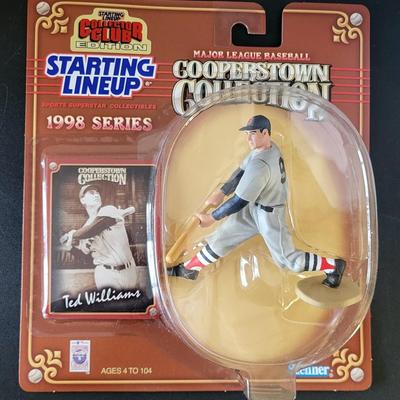 STARTING LINEUP
COLLECTOR
CLUB
EDITION
STARTING
LINEUP®
SPORTS SUPERSTAR COLLECTIBLES
1998 SERIES
MAJOR LEAGUE BASEBALL
COOPERSTOWN
COLLECTION
COOPERSTOWN
COLLECTION
Ted Williams
9
AGES 4 TO 104
Kenner